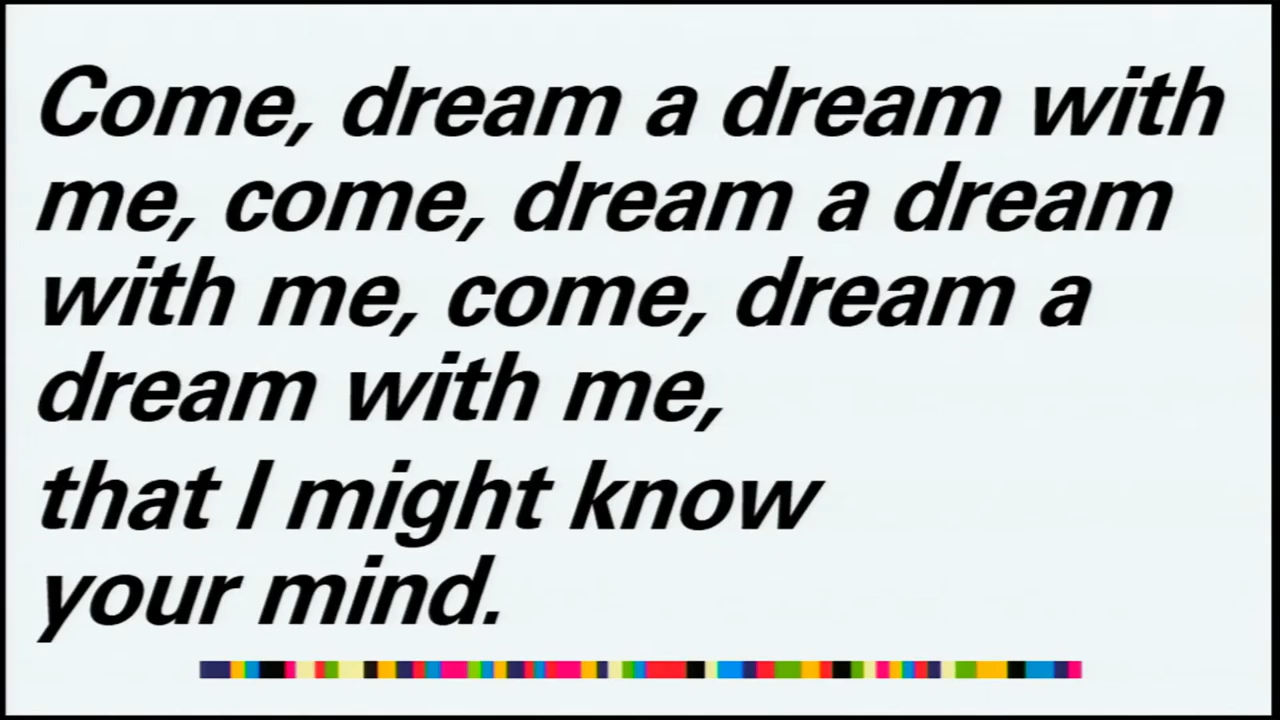 Come, dream a dream with
me, come, dream a dream
with me, come, dream a
dream with me,
that I might know
your mind.